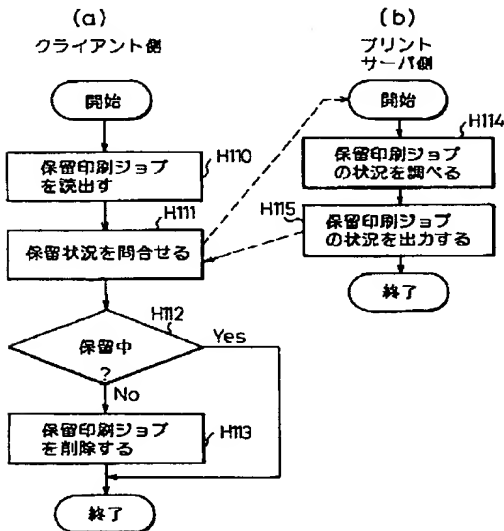 (a)
クライアント側
開始
保留印刷ジョブ
を読出す
H110
H111
保留状況を問合せる
H112
保留中
?
Yes
No
保留印刷ジョブ
を削除する
H113
終了
(b)
プリント
サーバ側
開始
H114
保留印刷ジョブ
の状況を調べる
H115
保留印刷ジョブ
の状況を出力する
終了